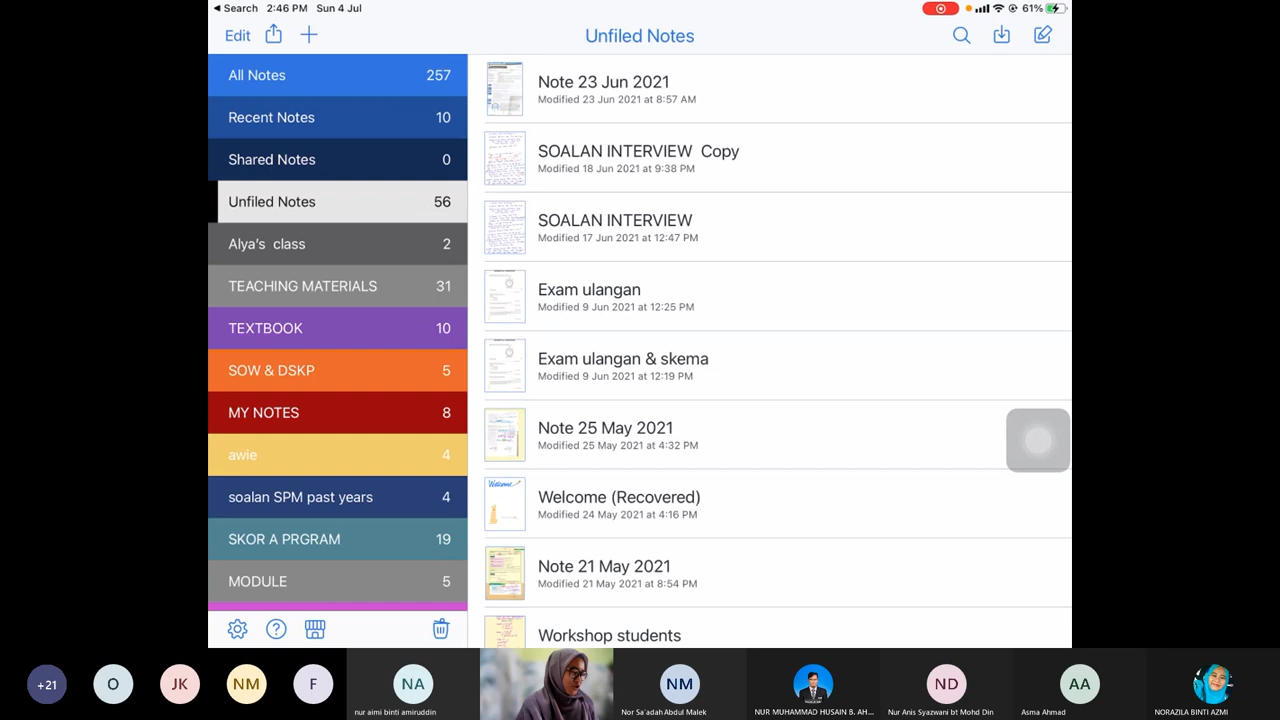 Search 2:46 PM Sun 4 Jul 61%
Edit Unfiled Notes
All Notes 257
Recent Notes 10
Shared Notes 0
Unfiled Notes 56
Alya's class 2
TEACHING MATERIALS 31
TEXTBOOK 10
SOW & DSKP 5
MY NOTES 8
awie 4
soalan SPM past years 4
SKOR A PRGRAM 19
MODULE 5
Note 23 Jun 2021
Modified 23 Jun 2021 at 8:57 AM
SOALAN INTERVIEW Copy
Modified 18 Jun 2021 at 9:28 PM
SOALAN INTERVIEW
Modified 17 Jun 2021 at 12:47 PM
Exam ulangan
Modified 9 Jun 2021 at 12:25 PM
Exam ulangan & skema
Modified 9 Jun 2021 at 12:19 PM
Note 25 May 2021
Modified 25 May 2021 at 4:32 PM
Welcome
Welcome (Recovered)
Modified 24 May 2021 at 4:16 PM
Note 21 May 2021
Modified 21 May 2021 at 8:54 PM
Workshop students
+21 O JK NM F NA NM ND AA
nur aimi binti amiruddin
Nor Sa'adah Abdul Malek
NUR MUHAMMAD HUSAIN B. AH...
Nur Anis Syazwani bt Mohd Din
Asma Ahmad
NORAZILA BINTI AZMI